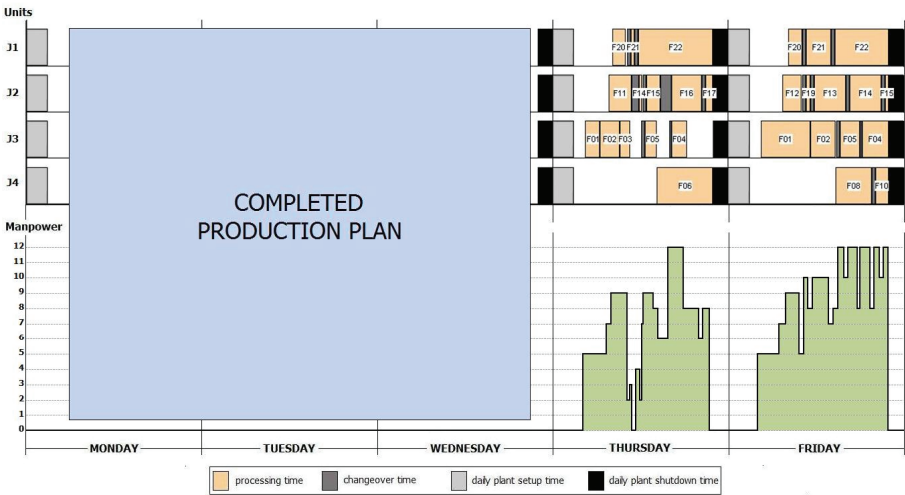 Units
J1
F20
F21
F22
F20
F21
F22
J2
F11
F14
F15
F16
F17
F12
F19
F13
F14
F15
J3
F01
F02
F03
F05
F04
F01
F02
F05
F04
J4
F06
F08
F10
COMPLETED
PRODUCTION PLAN
Manpower
12
11
10
9
8
7
6
5
4
3
2
1
0
MONDAY
TUESDAY
WEDNESDAY
THURSDAY
FRIDAY
processing time
changeover time
daily plant setup time
daily plant shutdown time